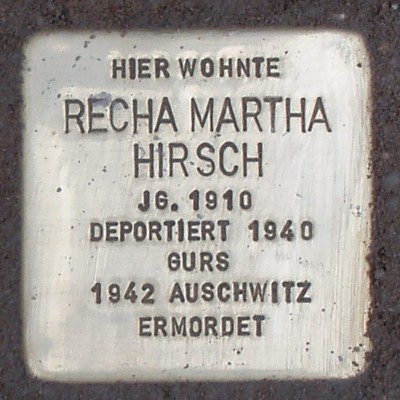 HIER WOHNTE
RECHA MARTHA
HIRSCH
JG. 1910
DEPORTIERT 1940
GURS
1942 AUSCHWITZ
ERMORDET